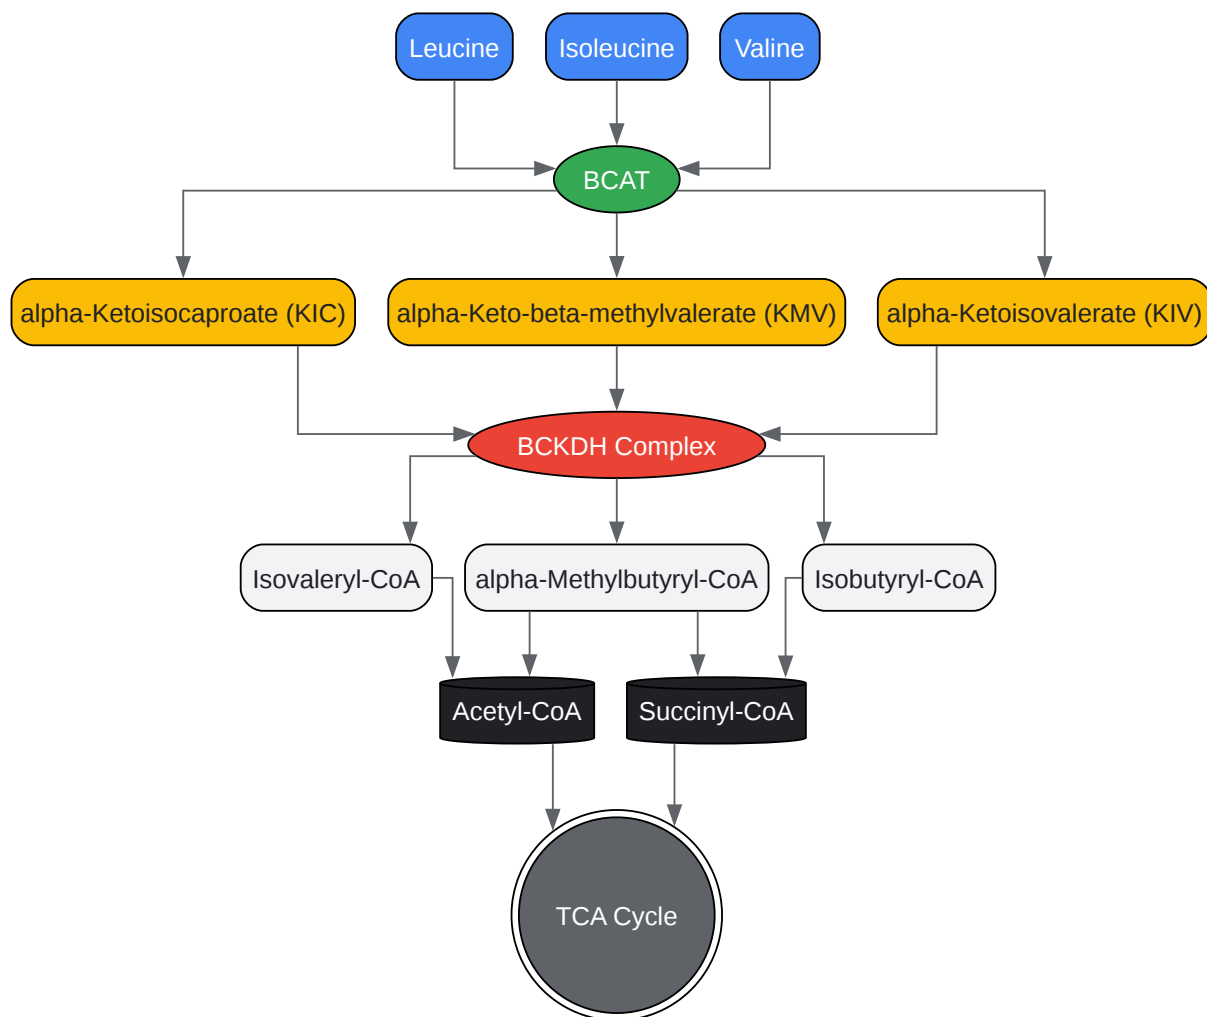 Leucine
Isoleucine
Valine
BCAT
alpha-Ketoisocaproate (KIC)
alpha-Keto-beta-methylvalerate (KMV)
alpha-Ketoisovalerate (KIV)
BCKDH Complex
Isovaleryl-CoA
alpha-Methylbutyryl-CoA
Isobutyryl-CoA
Acetyl-CoA
Succinyl-CoA
TCA Cycle